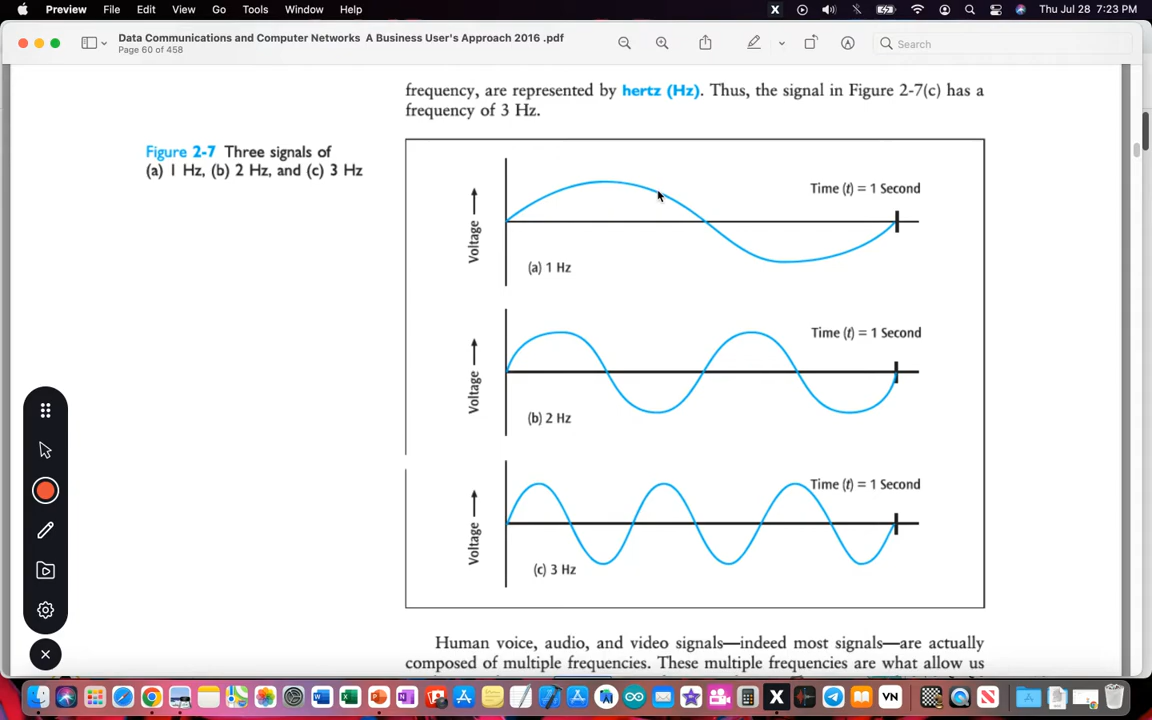 Preview File Edit View Go Tools Window Help X Thu Jul 28 7:23 PM
Data Communications and Computer Networks A Business User's Approach 2016 .pdf
Page 60 of 458
Search
frequency, are represented by hertz (Hz). Thus, the signal in Figure 2-7(c) has a
frequency of 3 Hz.
Figure 2-7 Three signals of
(a) 1 Hz, (b) 2 Hz, and (c) 3 Hz
Time (t) = 1 Second
Voltage
(a) 1 Hz
Time (t) = 1 Second
Voltage
(b) 2 Hz
Time (t) = 1 Second
Voltage
(c) 3 Hz
Human voice, audio, and video signals—indeed most signals—are actually
composed of multiple frequencies. These multiple frequencies are what allow us
W X P N X VN N